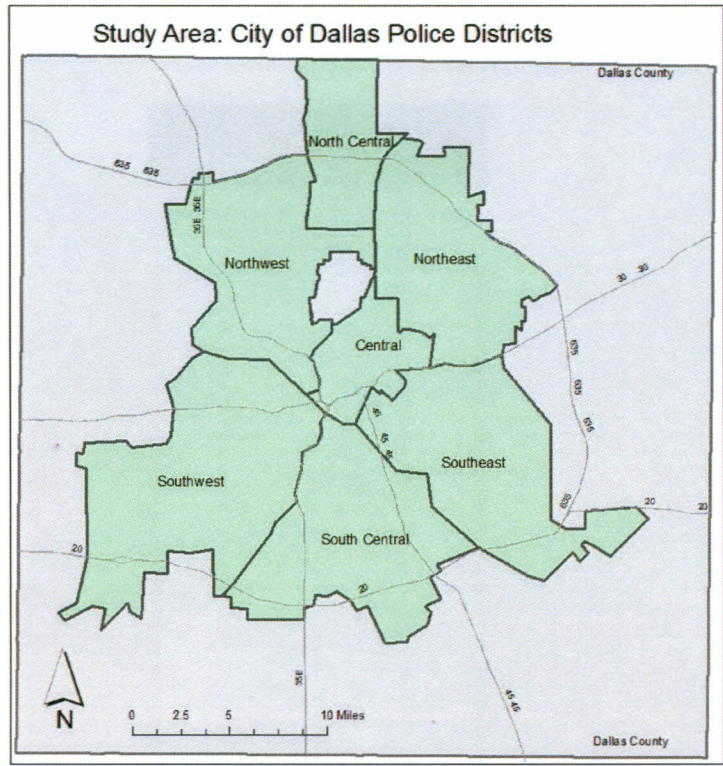 Study Area: City of Dallas Police Districts
Dallas County
North Central
635 635
35E 35E
Northwest
Northeast
30 30
Central
635
635
635
45
45
45
Southwest
Southeast
635
20
20
South Central
20
20
35E
45 45
N
0 2.5 5 10 Miles
Dallas County